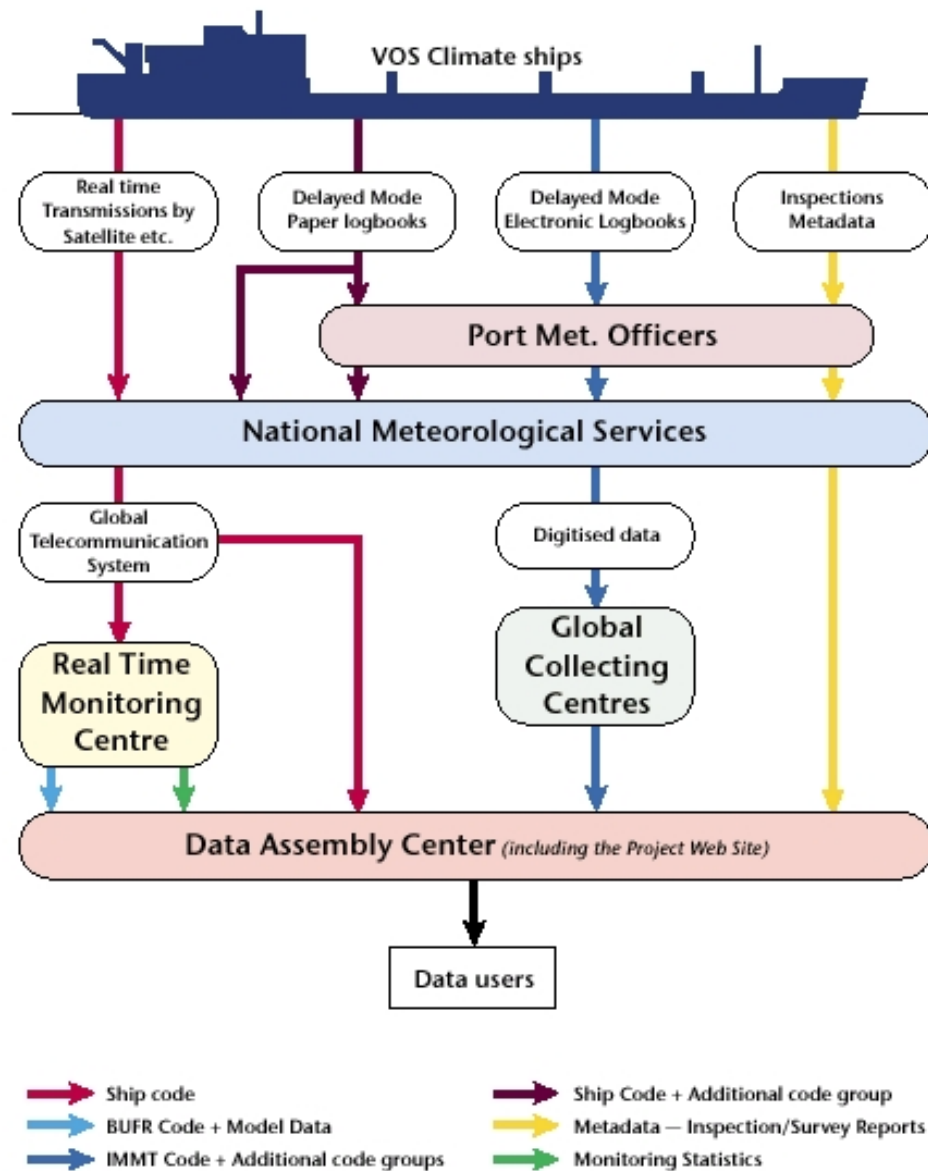 VOS Climate ships
Real time
Transmissions by
Satellite etc.
Delayed Mode
Paper logbooks
Delayed Mode
Electronic Logbooks
Inspections
Metadata
Port Met. Officers
National Meteorological Services
Global
Telecommunication
System
Digitised data
Real Time
Monitoring
Centre
Global
Collecting
Centres
Data Assembly Center (including the Project Web Site)
Data users
Ship code
BUFR Code + Model Data
IMMT Code + Additional code groups
Ship Code + Additional code group
Metadata — Inspection/Survey Reports
Monitoring Statistics